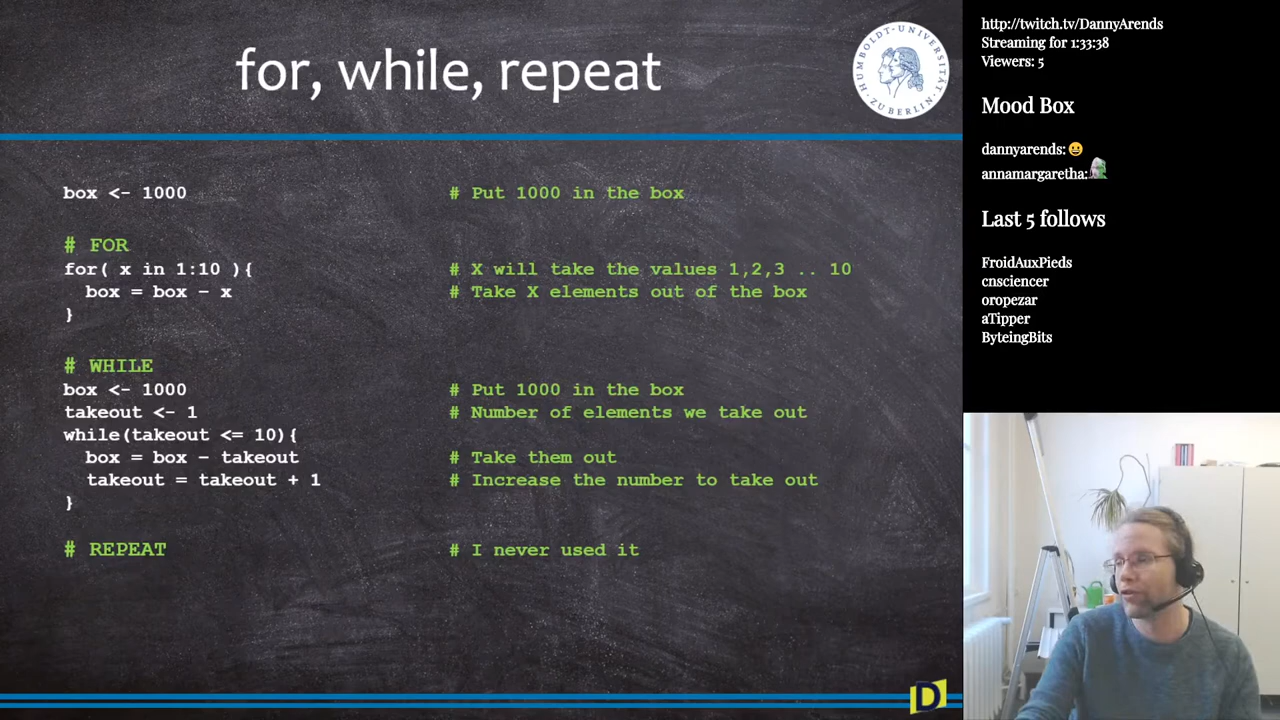 for, while, repeat
HUMBOLDT-UNIVERSITÄT ZU BERLIN
box <- 1000 # Put 1000 in the box
# FOR
for( x in 1:10 ){ # X will take the values 1,2,3 .. 10
box = box - x # Take X elements out of the box
}
# WHILE
box <- 1000 # Put 1000 in the box
takeout <- 1 # Number of elements we take out
while(takeout <= 10){
box = box - takeout # Take them out
takeout = takeout + 1 # Increase the number to take out
}
# REPEAT # I never used it
D
http://twitch.tv/DannyArends
Streaming for 1:33:38
Viewers: 5
Mood Box
dannyarends:
annamargaretha:
Last 5 follows
FroidAuxPieds
cnsciencer
oropezar
aTipper
ByteingBits